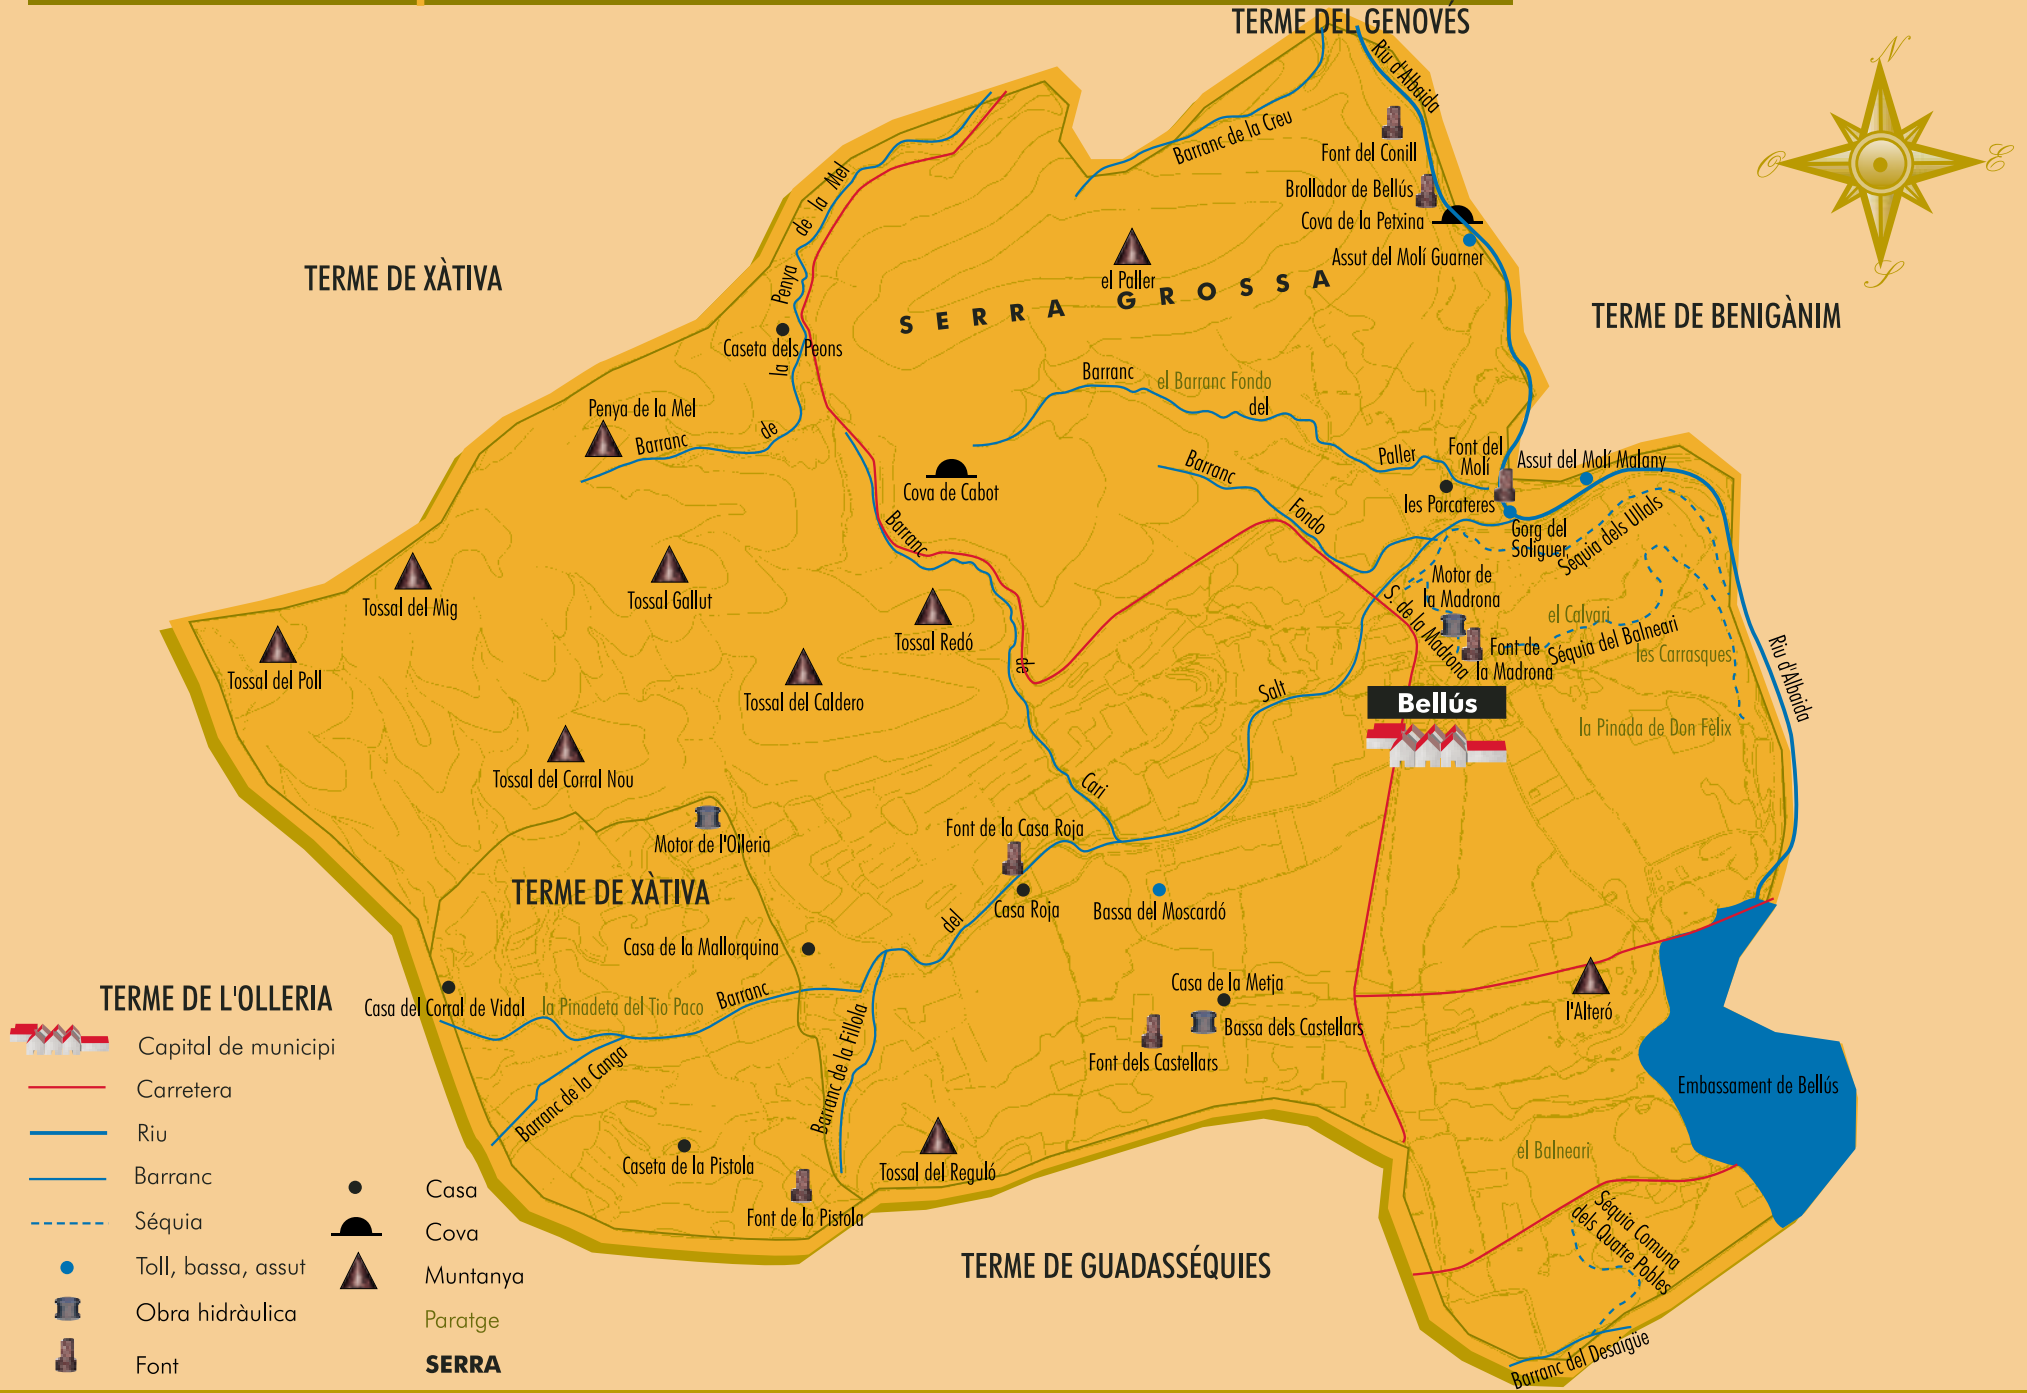 TERME DEL GENOVÉS
Riu d'Albaida
N
O
E
S
Barranc de la Creu
Font del Conill
Brollador de Bellús
Cova de la Petxina
Assut del Molí Guarner
TERME DE XÀTIVA
el Paller
SERRA GROSSA
TERME DE BENIGÀNIM
Barranc de la Penya de la Mel
Caseta dels Peons
Penya de la Mel
Barranc del Paller
el Barranc Fondo
Barranc Fondo
Font del
Molí
Assut del Molí Malany
les Porcateres
Gorg del
Soliguer
Séquia dels Ullals
Cova de Cabot
Barranc de Cari
Tossal del Mig
Tossal Gallut
Tossal Redó
Tossal del Poll
Tossal del Caldero
Tossal del Corral Nou
Motor de
la Madrona
S. de la Madrona
Font de
la Madrona
el Calvari
Séquia del Balneari
les Carrasques
Riu d'Albaida
la Pinada de Don Fèlix
Bellús
Motor de l'Olleria
TERME DE XÀTIVA
Font de la Casa Roja
Casa Roja
Bassa del Moscardó
Barranc del Salt
Casa de la Mallorquina
Casa del Corral de Vidal
la Pinadeta del Tio Paco
Barranc de la Canga
Barranc de la Fillola
Casa de la Metja
Bassa dels Castellars
Font dels Castellars
l'Alteró
Embassament de Bellús
Caseta de la Pistola
Font de la Pistola
Tossal del Reguló
el Balneari
Séquia Comuna
dels Quatre Pobles
Barranc del Desaigüe
TERME DE GUADASSÉQUIES
TERME DE L'OLLERIA
Capital de municipi
Carretera
Riu
Barranc
Séquia
Toll, bassa, assut
Obra hidràulica
Font
Casa
Cova
Muntanya
Paratge
SERRA